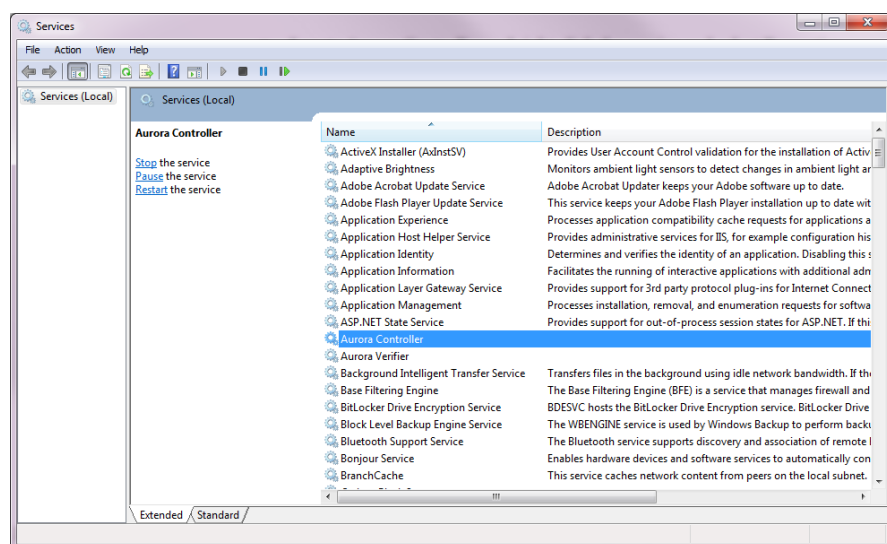 Services
File Action View Help
Services (Local)
Services (Local)
Aurora Controller
Stop the service
Pause the service
Restart the service
Name Description
ActiveX Installer (AxInstSV) Provides User Account Control validation for the installation of Activ
Adaptive Brightness Monitors ambient light sensors to detect changes in ambient light ar
Adobe Acrobat Update Service Adobe Acrobat Updater keeps your Adobe software up to date.
Adobe Flash Player Update Service This service keeps your Adobe Flash Player installation up to date wit
Application Experience Processes application compatibility cache requests for applications a
Application Host Helper Service Provides administrative services for IIS, for example configuration his
Application Identity Determines and verifies the identity of an application. Disabling this s
Application Information Facilitates the running of interactive applications with additional adm
Application Layer Gateway Service Provides support for 3rd party protocol plug-ins for Internet Connect
Application Management Processes installation, removal, and enumeration requests for softwa
ASP.NET State Service Provides support for out-of-process session states for ASP.NET. If this
Aurora Controller
Aurora Verifier
Background Intelligent Transfer Service Transfers files in the background using idle network bandwidth. If the
Base Filtering Engine The Base Filtering Engine (BFE) is a service that manages firewall and
BitLocker Drive Encryption Service BDESVC hosts the BitLocker Drive Encryption service. BitLocker Drive
Block Level Backup Engine Service The WBENGINE service is used by Windows Backup to perform backu
Bluetooth Support Service The Bluetooth service supports discovery and association of remote
Bonjour Service Enables hardware devices and software services to automatically con
BranchCache This service caches network content from peers on the local subnet.
Extended Standard